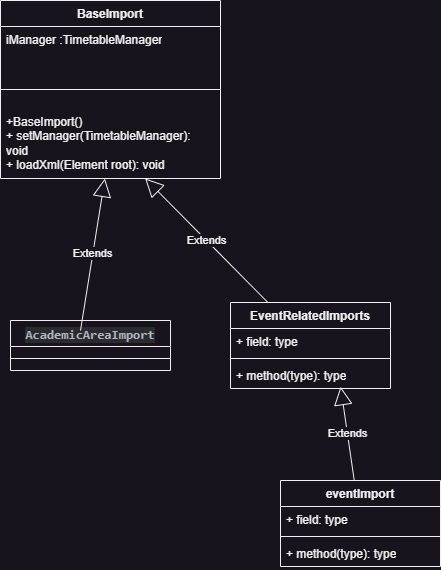 BaseImport
iManager :TimetableManager
+BaseImport()
+ setManager(TimetableManager):
void
+ loadXml(Element root): void
Extends
Extends
AcademicAreaImport
EventRelatedImports
+ field: type
+ method(type): type
Extends
eventImport
+ field: type
+ method(type): type